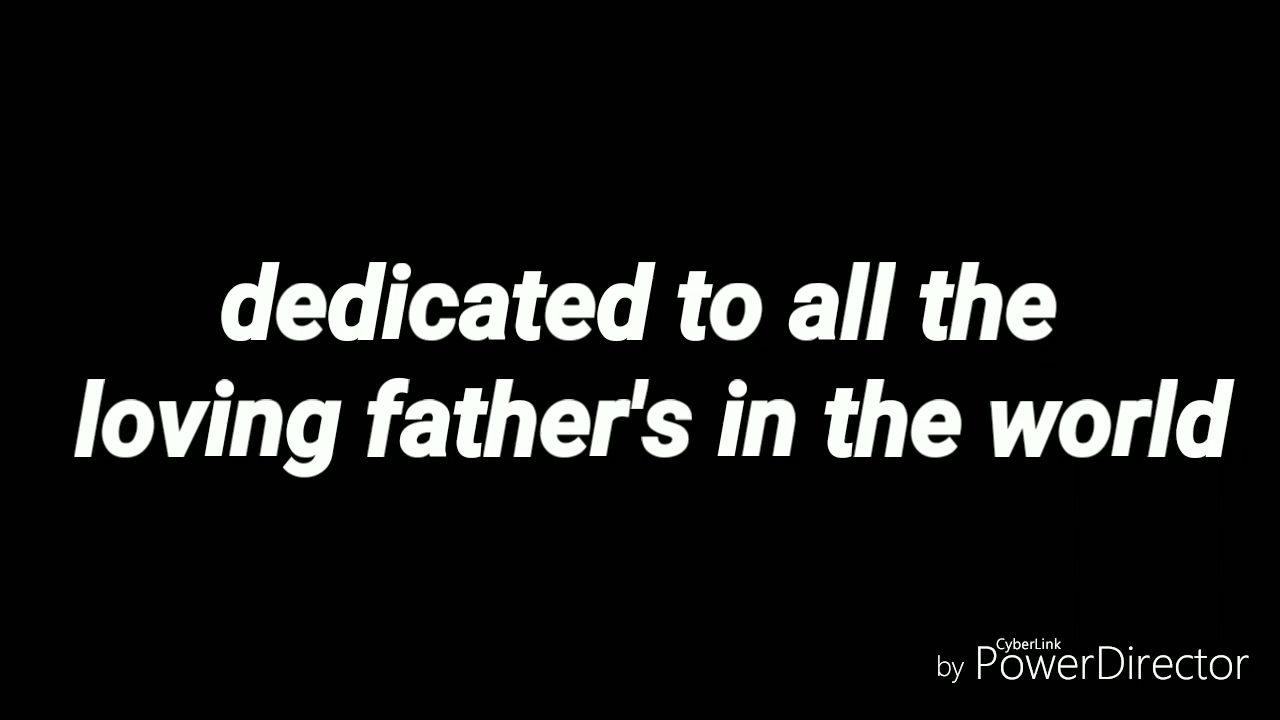 dedicated to all the
loving father's in the world
CyberLink
by PowerDirector